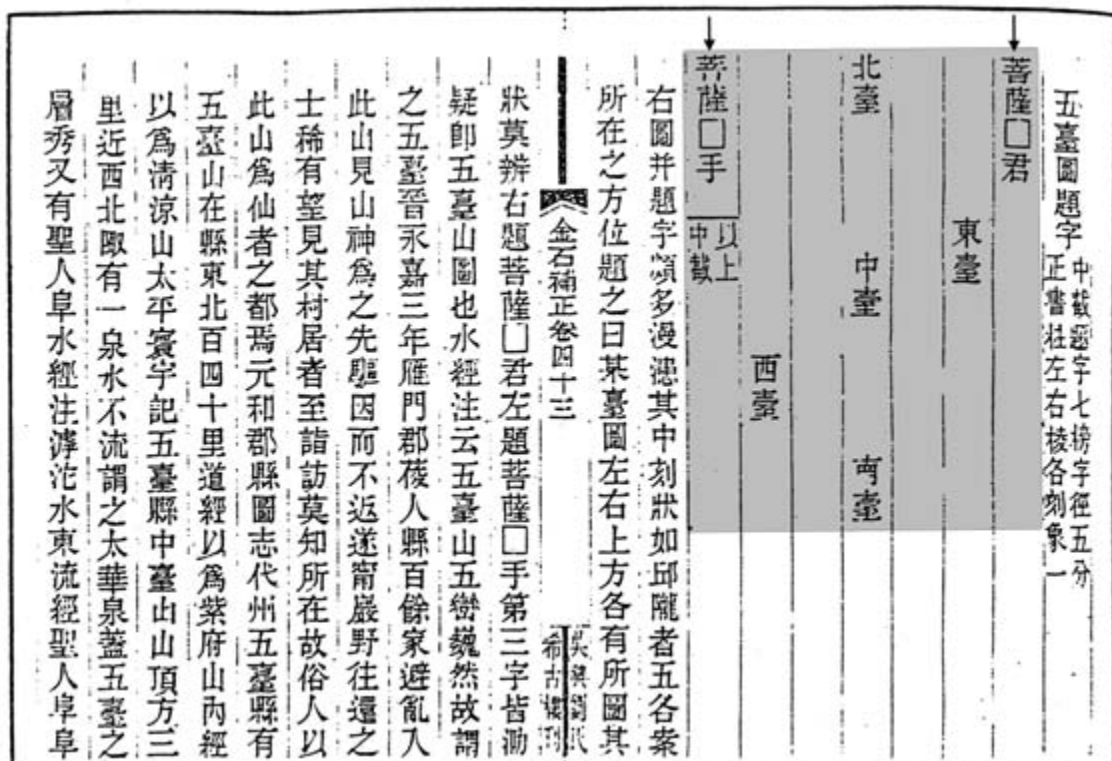 五臺圖題字 中截題字七榜字徑五分
正書在左右棱各刻象一
菩薩□君
東臺
北臺 中臺 南臺
西臺
菩薩□手 以上
中截
右圖并題字頗多漫漶其中刻狀如邱隴者五各案
所在之方位題之曰某臺圖左右上方各有所圖其
金石補正卷四十三
吳興劉氏
希古樓刊
狀莫辨右題菩薩□君左題菩薩□手第三字皆泐
疑卽五臺山圖也水經注云五臺山五巒巍然故謂
之五臺晉永嘉三年雁門郡葰人縣百餘家避亂入
此山見山神爲之先驅因而不返遂甯巖野往還之
士稀有望見其村居者至詣訪莫知所在故俗人以
此山爲仙者之都焉元和郡縣圖志代州五臺縣有
五臺山在縣東北百四十里道經以爲紫府山內經
以爲清涼山太平寰宇記五臺縣中臺山山頂方三
里近西北陬有一泉水不流謂之太華泉蓋五臺之
層秀又有聖人阜水經注滹沱水東流經聖人阜阜